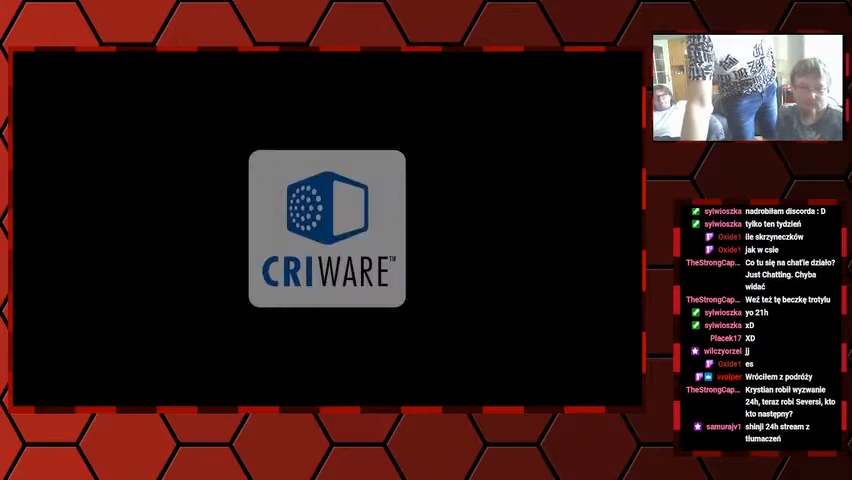 CRIWARE™
sylwioszka nadrobiłam discorda : D
sylwioszka tylko ten tydzień
Oxide1 ile skrzyneczków
Oxide1 jak w csie
TheStrongCap... Co tu się na chat'ie działo?
Just Chatting. Chyba
widać
TheStrongCap... Weź też tę beczkę trotylu
sylwioszka yo 21h
sylwioszka xD
Placek17 XD
wilczyorzel jj
Oxide1 es
vvolper Wróciłem z podróży
TheStrongCap... Krystian robił wyzwanie
24h, teraz robi Seversi, kto
kto następny?
samurajv1 shinji 24h stream z
tłumaczeń